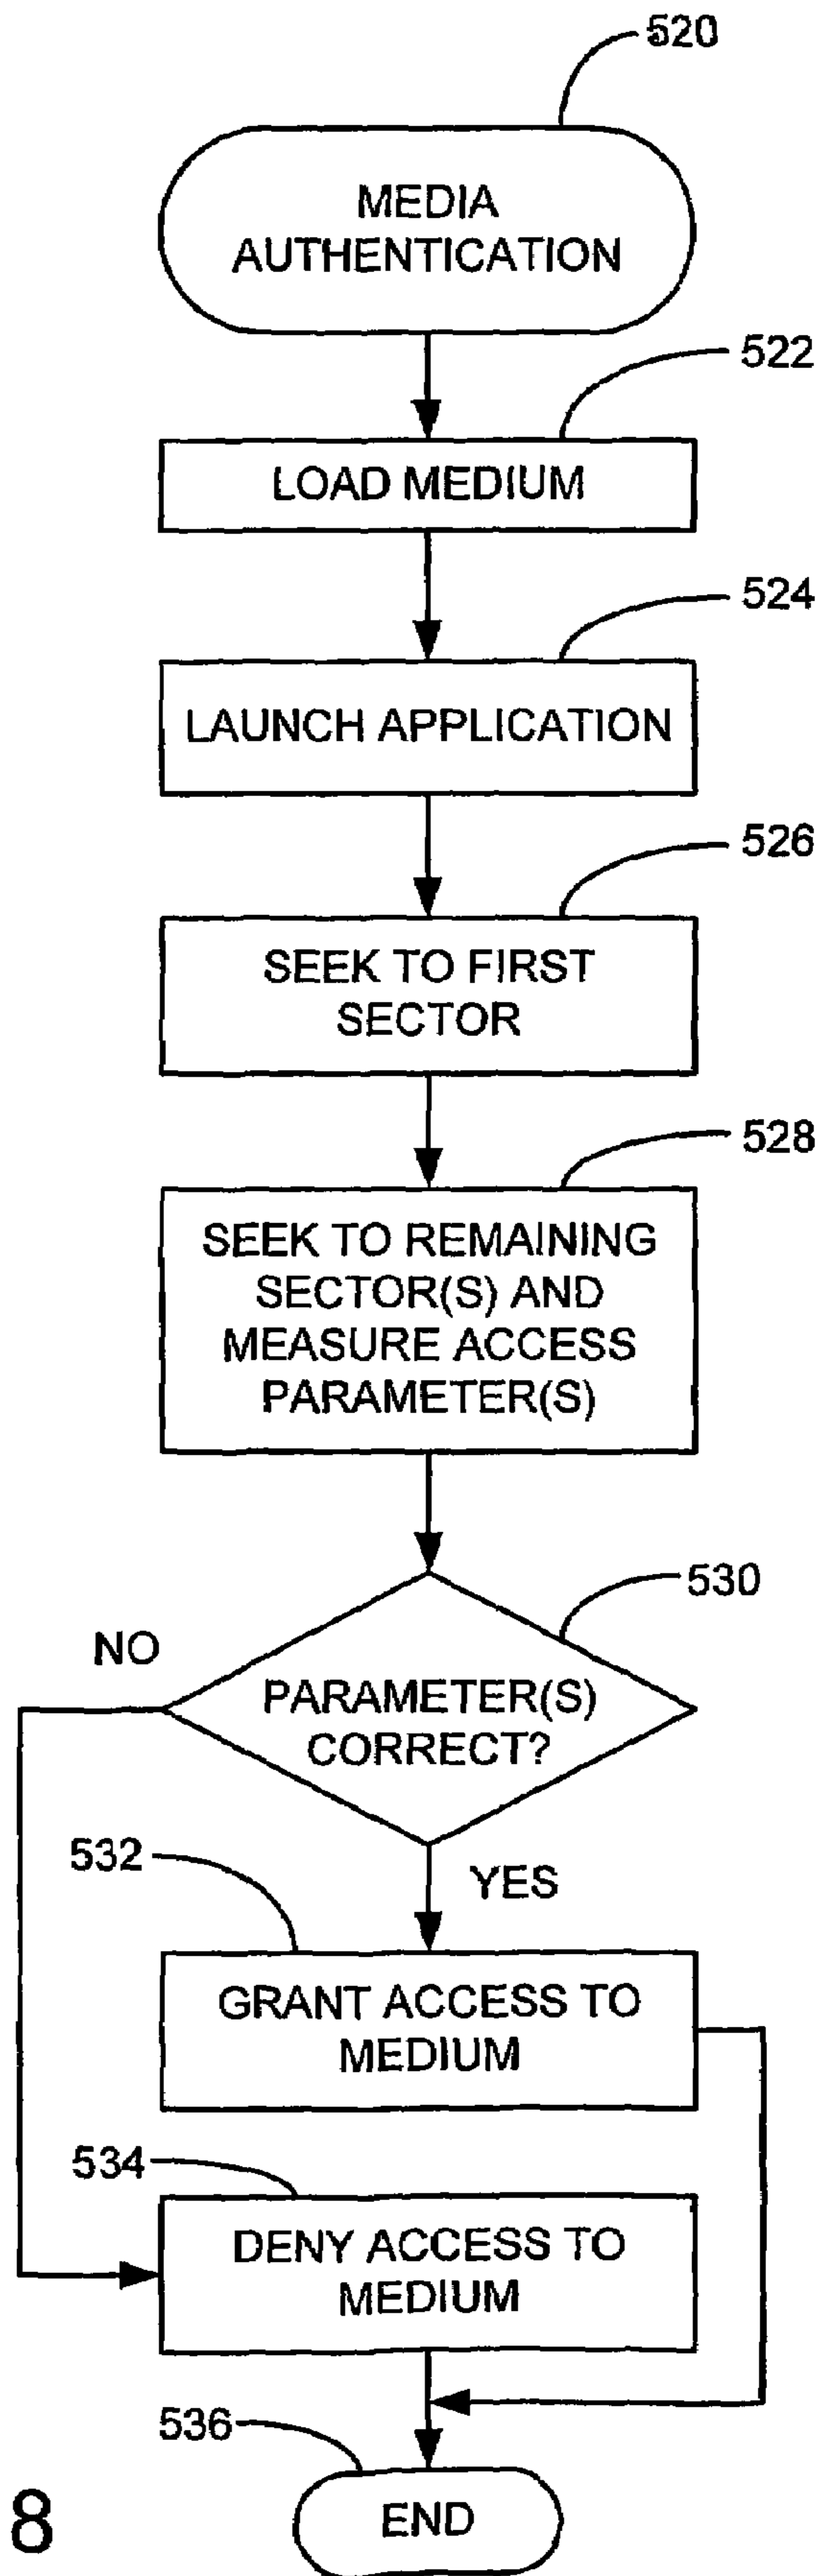 520
MEDIA
AUTHENTICATION
522
LOAD MEDIUM
524
LAUNCH APPLICATION
526
SEEK TO FIRST
SECTOR
528
SEEK TO REMAINING
SECTOR(S) AND
MEASURE ACCESS
PARAMETER(S)
530
NO
PARAMETER(S)
CORRECT?
532
YES
GRANT ACCESS TO
MEDIUM
534
DENY ACCESS TO
MEDIUM
536
END
8